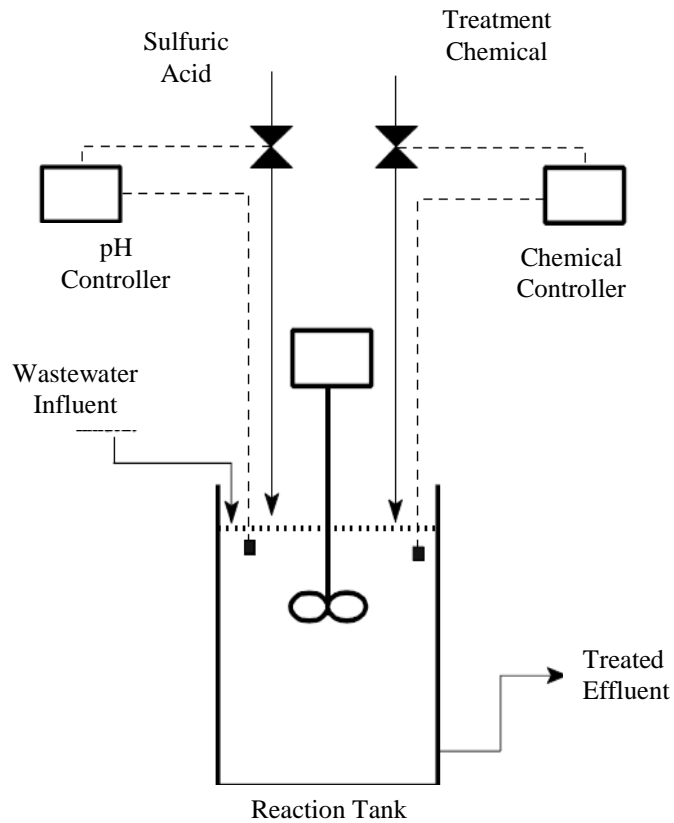 Sulfuric
Acid
Treatment
Chemical
pH
Controller
Chemical
Controller
Wastewater
Influent
Treated
Effluent
Reaction Tank